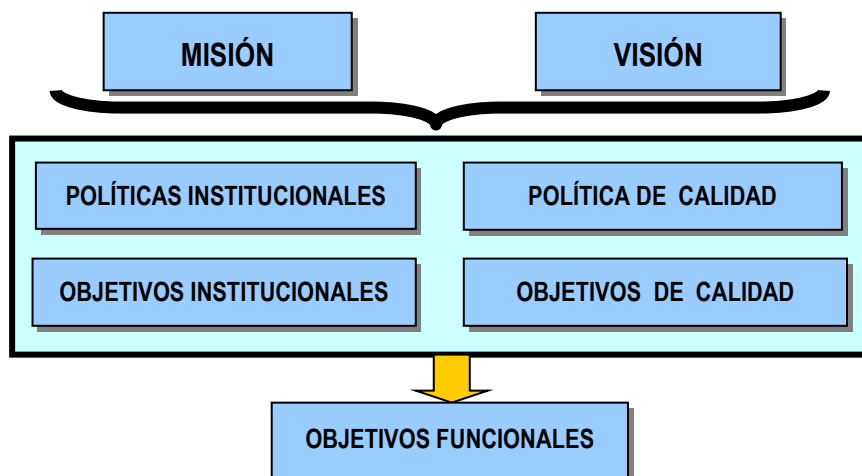 MISIÓN
VISIÓN
POLÍTICAS INSTITUCIONALES
POLÍTICA DE CALIDAD
OBJETIVOS INSTITUCIONALES
OBJETIVOS DE CALIDAD
OBJETIVOS FUNCIONALES